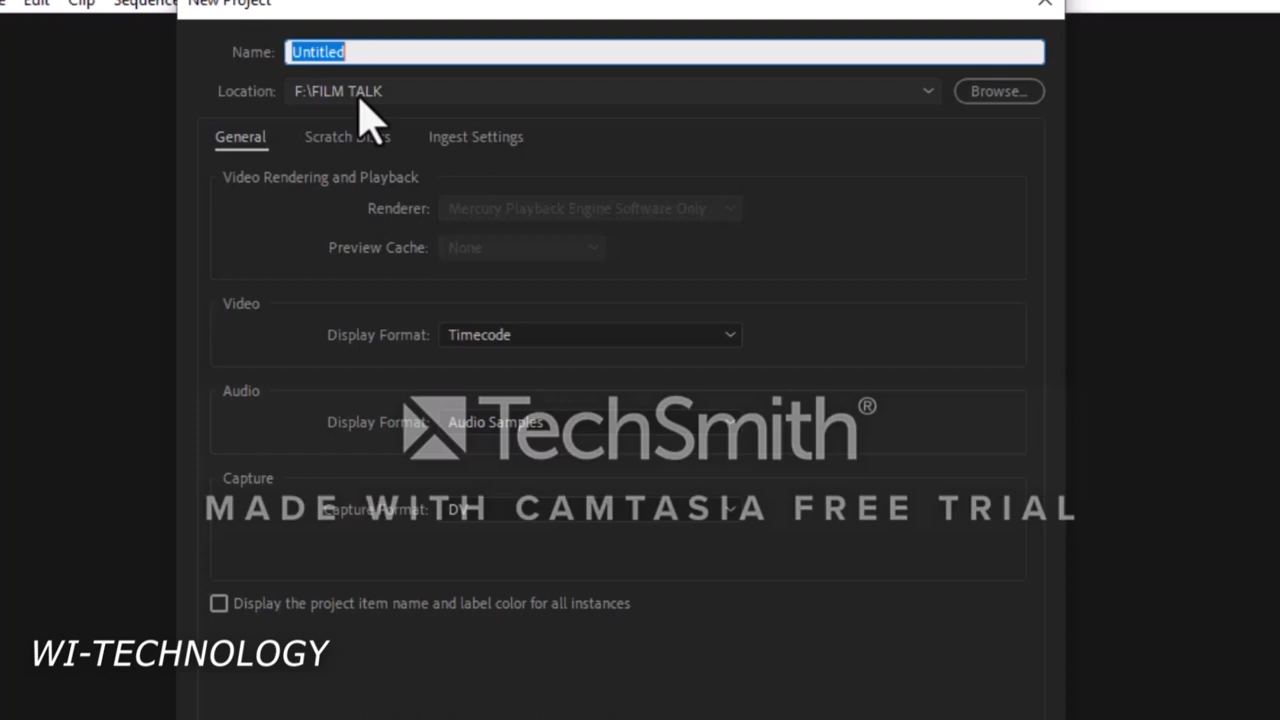 Edit Clip Sequence New Project
Name: Untitled
Location: F:\FILM TALK Browse...
General Scratch Discs Ingest Settings
Video Rendering and Playback
Renderer: Mercury Playback Engine Software Only
Preview Cache: None
Video
Display Format: Timecode
Audio
Display Format: Audio Samples
TechSmith®
Capture
MADE WITH CAMTASIA FREE TRIAL
Capture Format: DV
Display the project item name and label color for all instances
WI-TECHNOLOGY